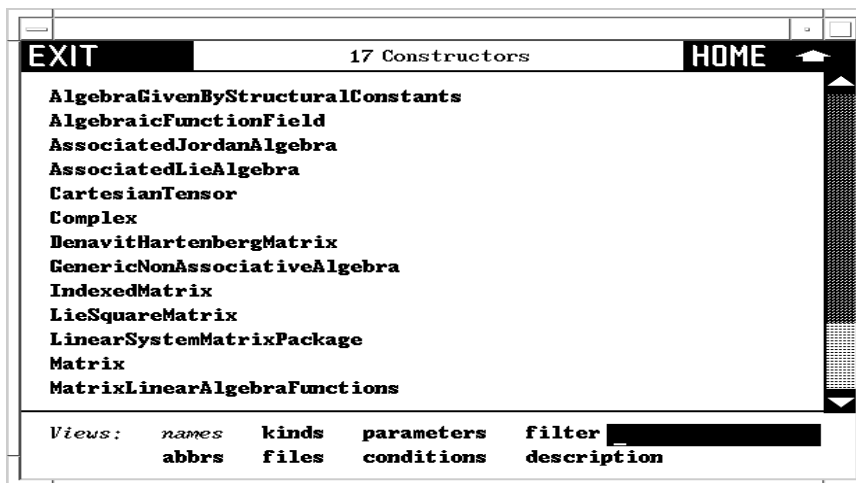 EXIT 17 Constructors HOME
AlgebraGivenByStructuralConstants
AlgebraicFunctionField
AssociatedJordanAlgebra
AssociatedLieAlgebra
CartesianTensor
Complex
DenavitHartenbergMatrix
GenericNonAssociativeAlgebra
IndexedMatrix
LieSquareMatrix
LinearSystemMatrixPackage
Matrix
MatrixLinearAlgebraFunctions
Views: names kinds parameters filter
abbrs files conditions description